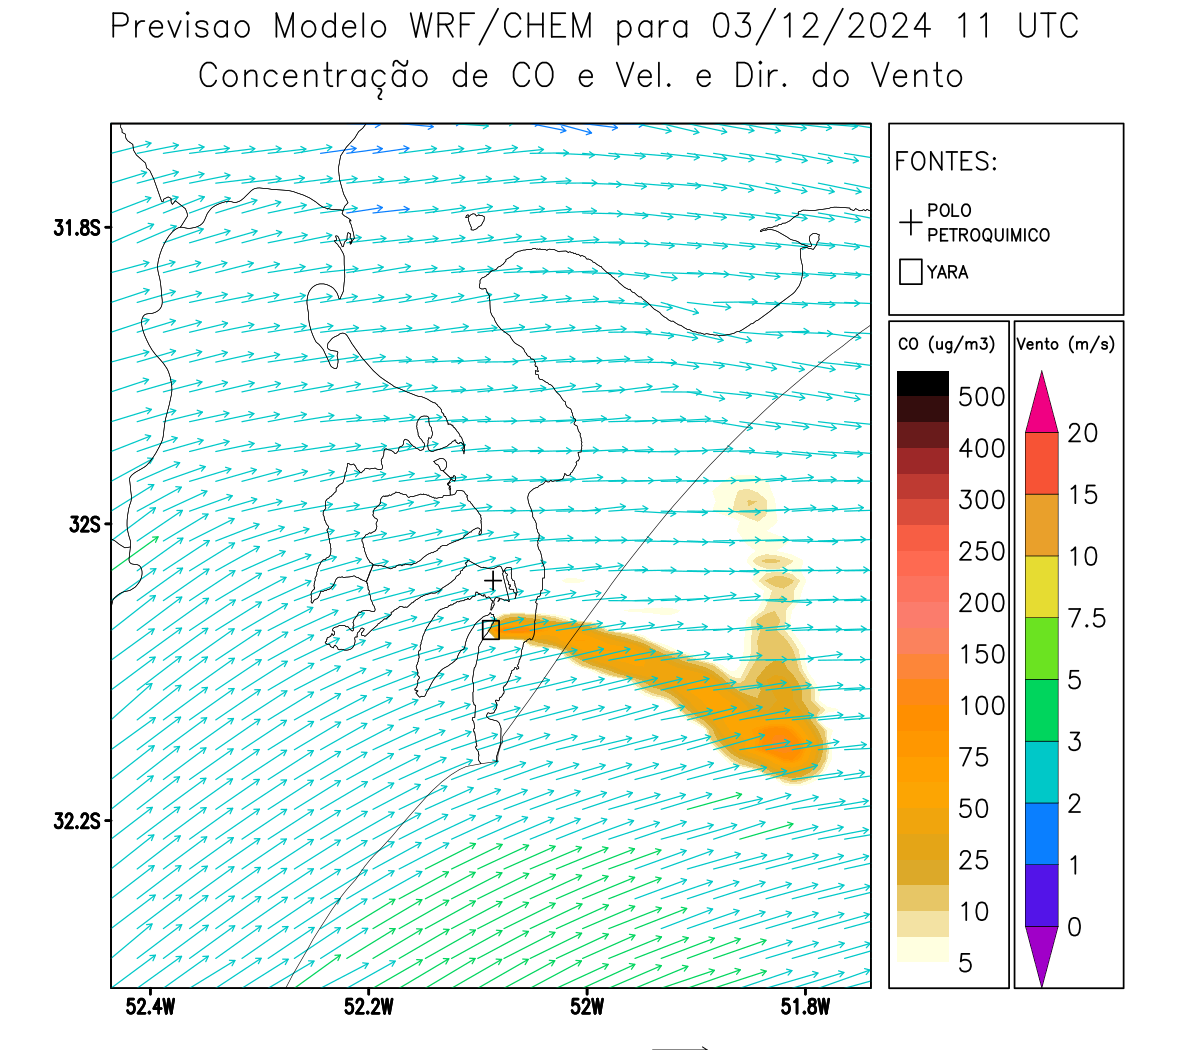 Previsao Modelo WRF/CHEM para 03/12/2024 11 UTC
Concentração de CO e Vel. e Dir. do Vento
FONTES:
POLO
PETROQUIMICO
YARA
CO (ug/m3)
500
400
300
250
200
150
100
75
50
25
10
5
Vento (m/s)
20
15
10
7.5
5
3
2
1
0
31.8S
32S
32.2S
52.4W
52.2W
52W
51.8W